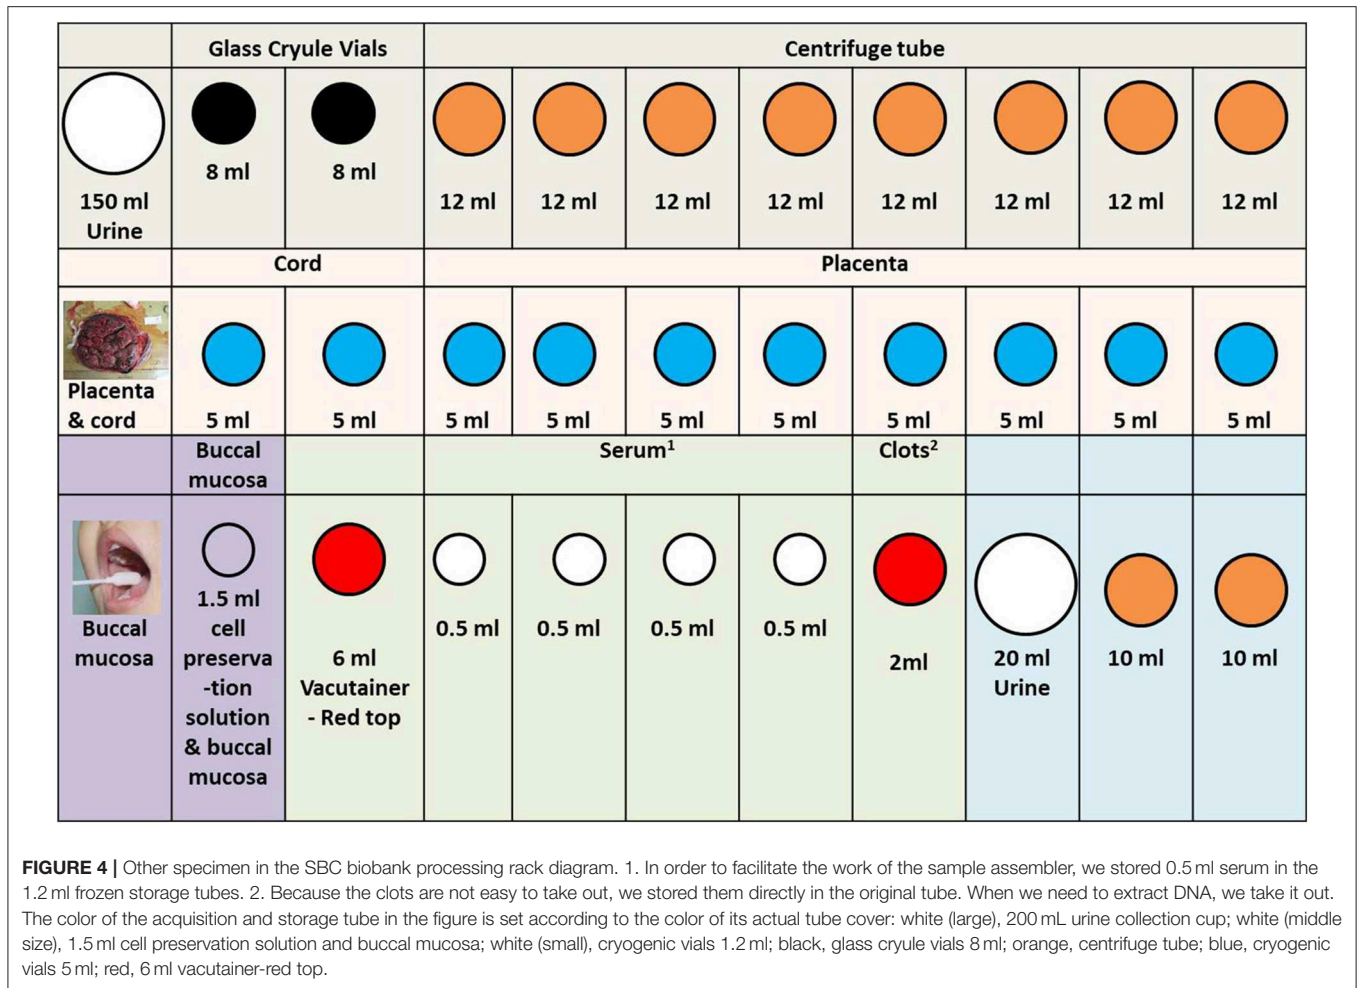 Glass Cryule Vials
Centrifuge tube
150 ml
Urine
8 ml
8 ml
12 ml
12 ml
12 ml
12 ml
12 ml
12 ml
12 ml
12 ml
Cord
Placenta
Placenta
& cord
5 ml
5 ml
5 ml
5 ml
5 ml
5 ml
5 ml
5 ml
5 ml
5 ml
Buccal
mucosa
Serum¹
Clots²
Buccal
mucosa
1.5 ml
cell
preserva
-tion
solution
& buccal
mucosa
6 ml
Vacutainer
- Red top
0.5 ml
0.5 ml
0.5 ml
0.5 ml
2ml
20 ml
Urine
10 ml
10 ml
FIGURE 4 | Other specimen in the SBC biobank processing rack diagram. 1. In order to facilitate the work of the sample assembler, we stored 0.5 ml serum in the
1.2 ml frozen storage tubes. 2. Because the clots are not easy to take out, we stored them directly in the original tube. When we need to extract DNA, we take it out.
The color of the acquisition and storage tube in the figure is set according to the color of its actual tube cover: white (large), 200 mL urine collection cup; white (middle
size), 1.5 ml cell preservation solution and buccal mucosa; white (small), cryogenic vials 1.2 ml; black, glass cryule vials 8 ml; orange, centrifuge tube; blue, cryogenic
vials 5 ml; red, 6 ml vacutainer-red top.